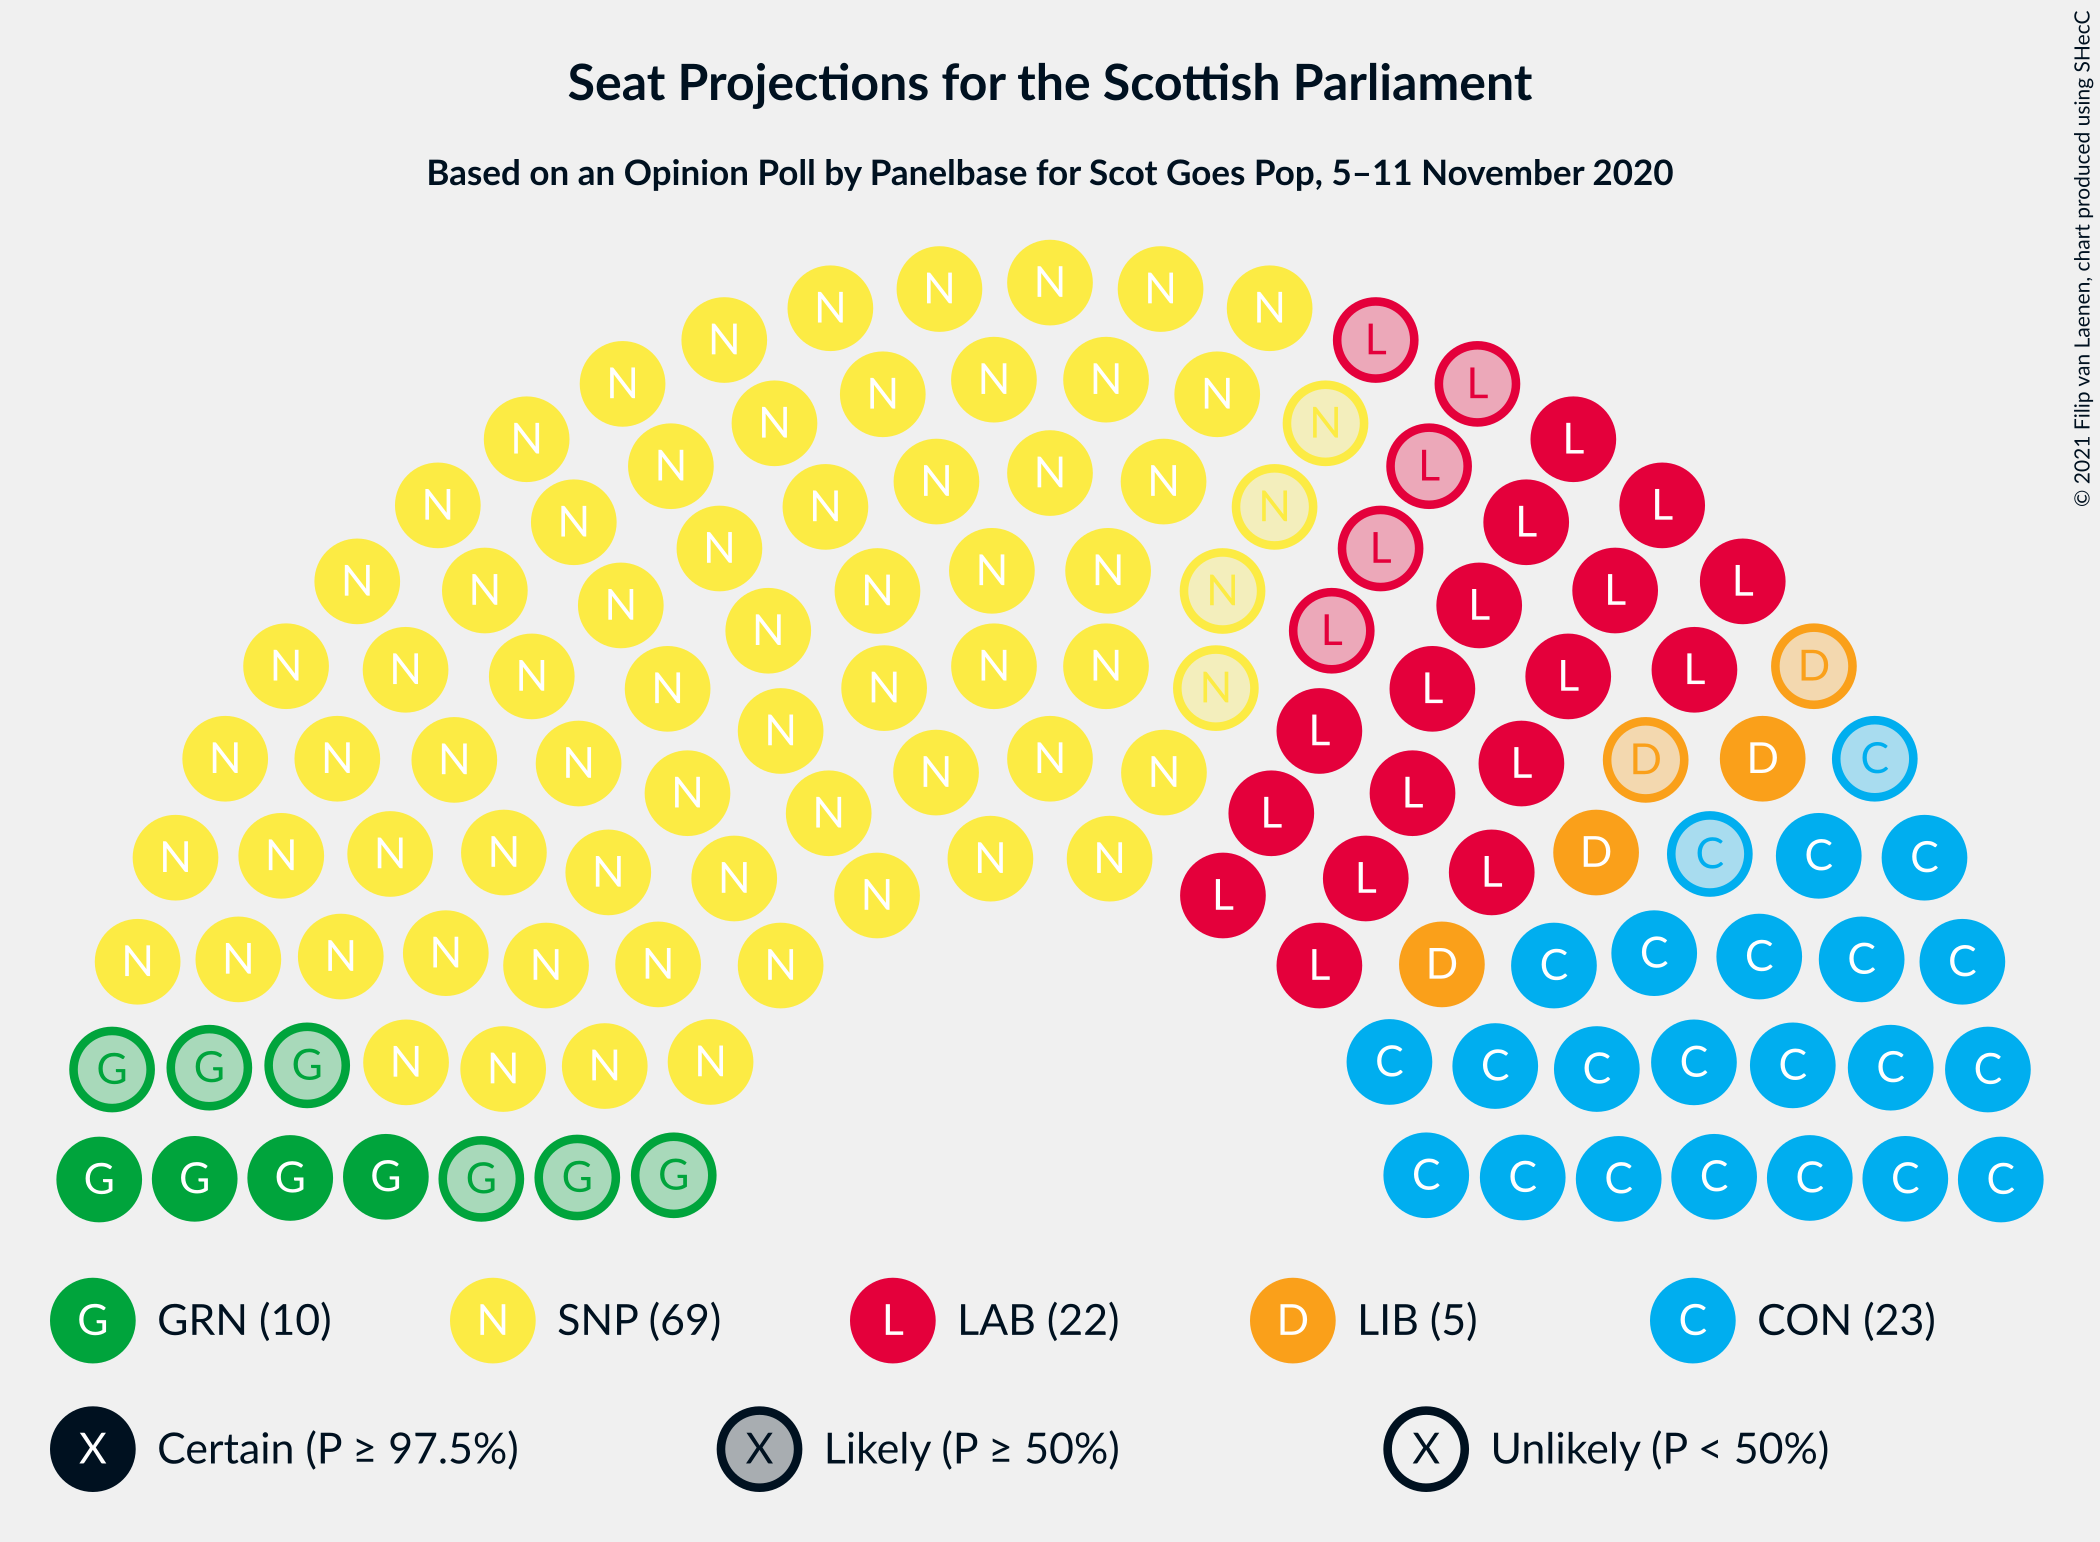 Seat Projections for the Scottish Parliament
Based on an Opinion Poll by Panelbase for Scot Goes Pop, 5–11 November 2020
© 2021 Filip van Laenen, chart produced using SHecC
N N N N N
N L
N N N N N L
N N N L
N N N N L
N N N N L L
N L
N N N N N N N L L L
N L
N N N N N N N N L L L D
N L
N N N N N N N N L L D D C
N L
N N N N N N N N N L L L D C C C
N N N N N N N L D C C C C C
G G G N N N N C C C C C C C
G G G G G G G C C C C C C C
G GRN (10) N SNP (69) L LAB (22) D LIB (5) C CON (23)
X Certain (P ≥ 97.5%) X Likely (P ≥ 50%) X Unlikely (P < 50%)